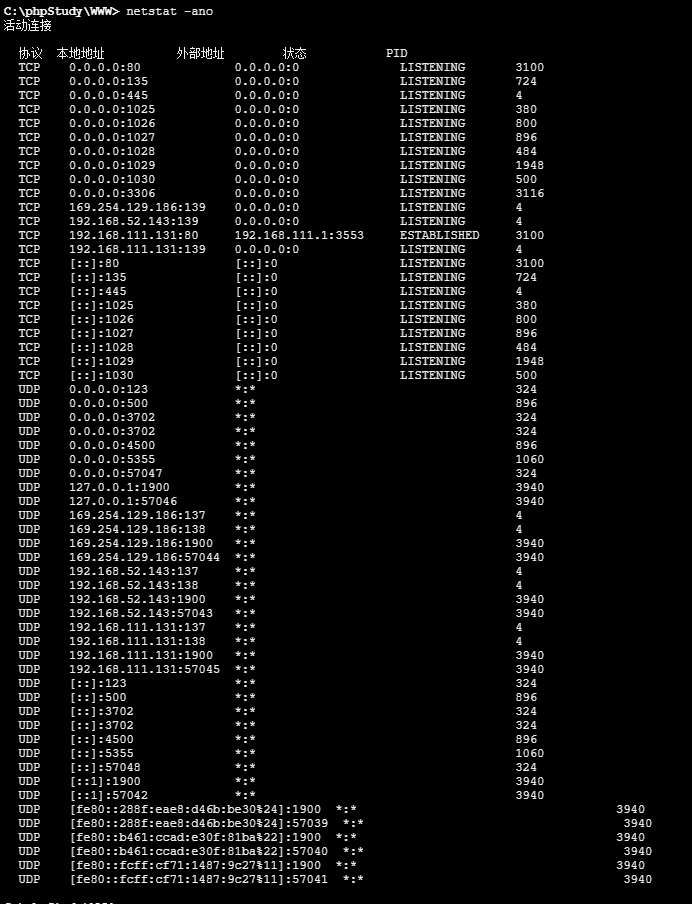 C:\phpStudy\WWW> netstat -ano
活动连接
协议 本地地址 外部地址 状态 PID
TCP 0.0.0.0:80 0.0.0.0:0 LISTENING 3100
TCP 0.0.0.0:135 0.0.0.0:0 LISTENING 724
TCP 0.0.0.0:445 0.0.0.0:0 LISTENING 4
TCP 0.0.0.0:1025 0.0.0.0:0 LISTENING 380
TCP 0.0.0.0:1026 0.0.0.0:0 LISTENING 800
TCP 0.0.0.0:1027 0.0.0.0:0 LISTENING 896
TCP 0.0.0.0:1028 0.0.0.0:0 LISTENING 484
TCP 0.0.0.0:1029 0.0.0.0:0 LISTENING 1948
TCP 0.0.0.0:1030 0.0.0.0:0 LISTENING 500
TCP 0.0.0.0:3306 0.0.0.0:0 LISTENING 3116
TCP 169.254.129.186:139 0.0.0.0:0 LISTENING 4
TCP 192.168.52.143:139 0.0.0.0:0 LISTENING 4
TCP 192.168.111.131:80 192.168.111.1:3553 ESTABLISHED 3100
TCP 192.168.111.131:139 0.0.0.0:0 LISTENING 4
TCP [::]:80 [::]:0 LISTENING 3100
TCP [::]:135 [::]:0 LISTENING 724
TCP [::]:445 [::]:0 LISTENING 4
TCP [::]:1025 [::]:0 LISTENING 380
TCP [::]:1026 [::]:0 LISTENING 800
TCP [::]:1027 [::]:0 LISTENING 896
TCP [::]:1028 [::]:0 LISTENING 484
TCP [::]:1029 [::]:0 LISTENING 1948
TCP [::]:1030 [::]:0 LISTENING 500
UDP 0.0.0.0:123 *:* 324
UDP 0.0.0.0:500 *:* 896
UDP 0.0.0.0:3702 *:* 324
UDP 0.0.0.0:3702 *:* 324
UDP 0.0.0.0:4500 *:* 896
UDP 0.0.0.0:5355 *:* 1060
UDP 0.0.0.0:57047 *:* 324
UDP 127.0.0.1:1900 *:* 3940
UDP 127.0.0.1:57046 *:* 3940
UDP 169.254.129.186:137 *:* 4
UDP 169.254.129.186:138 *:* 4
UDP 169.254.129.186:1900 *:* 3940
UDP 169.254.129.186:57044 *:* 3940
UDP 192.168.52.143:137 *:* 4
UDP 192.168.52.143:138 *:* 4
UDP 192.168.52.143:1900 *:* 3940
UDP 192.168.52.143:57043 *:* 3940
UDP 192.168.111.131:137 *:* 4
UDP 192.168.111.131:138 *:* 4
UDP 192.168.111.131:1900 *:* 3940
UDP 192.168.111.131:57045 *:* 3940
UDP [::]:123 *:* 324
UDP [::]:500 *:* 896
UDP [::]:3702 *:* 324
UDP [::]:3702 *:* 324
UDP [::]:4500 *:* 896
UDP [::]:5355 *:* 1060
UDP [::]:57048 *:* 324
UDP [::1]:1900 *:* 3940
UDP [::1]:57042 *:* 3940
UDP [fe80::288f:eae8:d46b:be30%24]:1900 *:* 3940
UDP [fe80::288f:eae8:d46b:be30%24]:57039 *:* 3940
UDP [fe80::b461:ccad:e30f:81ba%22]:1900 *:* 3940
UDP [fe80::b461:ccad:e30f:81ba%22]:57040 *:* 3940
UDP [fe80::fcff:cf71:1487:9c27%11]:1900 *:* 3940
UDP [fe80::fcff:cf71:1487:9c27%11]:57041 *:* 3940